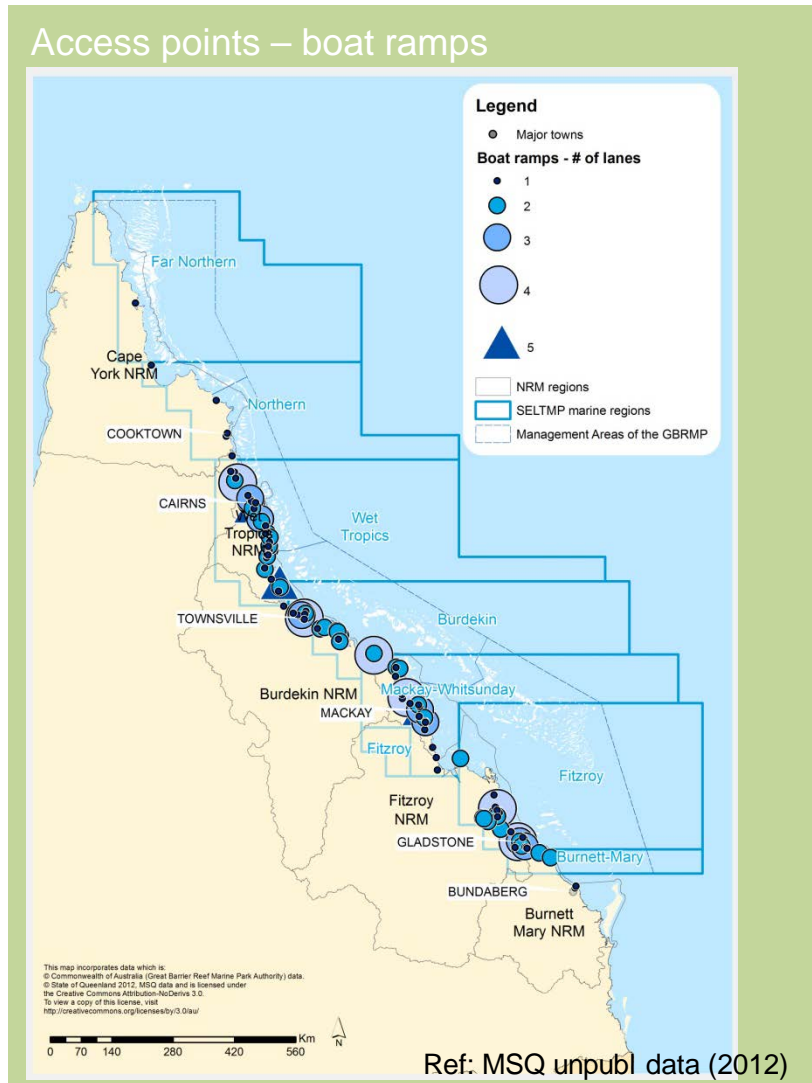 Access points – boat ramps
Legend
Major towns
Boat ramps - # of lanes
1
2
3
4
5
NRM regions
SELTMP marine regions
Management Areas of the GBRMP
Far Northern
Cape
York NRM
Northern
COOKTOWN
CAIRNS
Wet
Tropics
NRM
Wet
Tropics
TOWNSVILLE
Burdekin
Burdekin NRM
Mackay-Whitsunday
MACKAY
Fitzroy
Fitzroy
Fitzroy
NRM
GLADSTONE
Burnett-Mary
BUNDABERG
Burnett
Mary NRM
This map incorporates data which is:
© Commonwealth of Australia (Great Barrier Reef Marine Park Authority) data.
© State of Queenland 2012, MSQ data and is licensed under
the Creative Commons Attribution-NoDerivs 3.0.
To view a copy of this license, visit
http://creativecommons.org/licenses/by/3.0/au/
Km
0 70 140 280 420 560
N
Ref: MSQ unpubl data (2012)